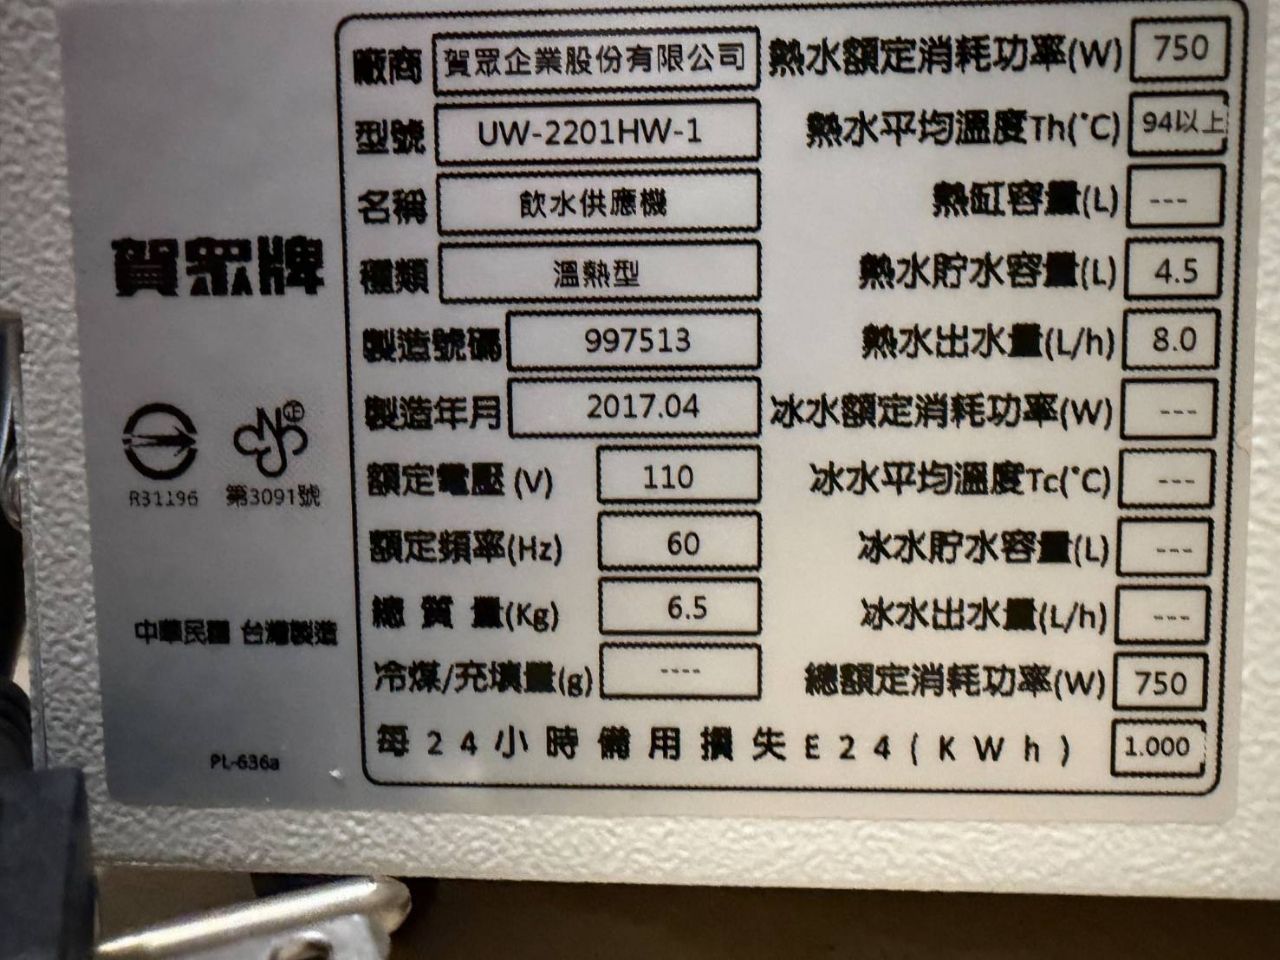 賀眾牌
R31196
第3091號
中華民國 台灣製造
PL-636a
廠商 賀眾企業股份有限公司
型號 UW-2201HW-1
名稱 飲水供應機
種類 溫熱型
製造號碼 997513
製造年月 2017.04
額定電壓(V) 110
額定頻率(Hz) 60
總質量(Kg) 6.5
冷煤/充填量(g) ----
熱水額定消耗功率(W) 750
熱水平均溫度Th(°C) 94以上
熱缸容量(L) ---
熱水貯水容量(L) 4.5
熱水出水量(L/h) 8.0
冰水額定消耗功率(W) ---
冰水平均溫度Tc(°C) ---
冰水貯水容量(L) ---
冰水出水量(L/h) ---
總額定消耗功率(W) 750
每24小時備用損失E24(KWh) 1.000